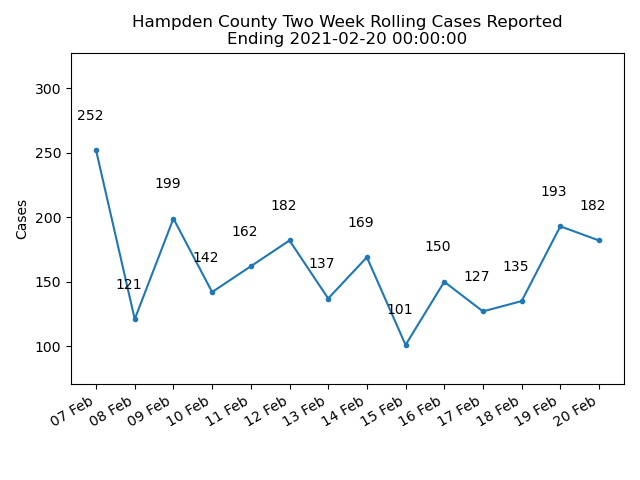 Hampden County Two Week Rolling Cases Reported
Ending 2021-02-20 00:00:00
Cases
300
250
200
150
100
252
121
199
142
162
182
137
169
101
150
127
135
193
182
07 Feb
08 Feb
09 Feb
10 Feb
11 Feb
12 Feb
13 Feb
14 Feb
15 Feb
16 Feb
17 Feb
18 Feb
19 Feb
20 Feb